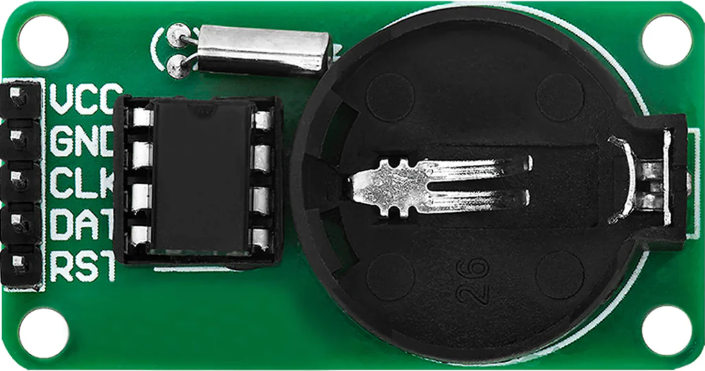 VCC
GND
CLK
DAT
RST
26